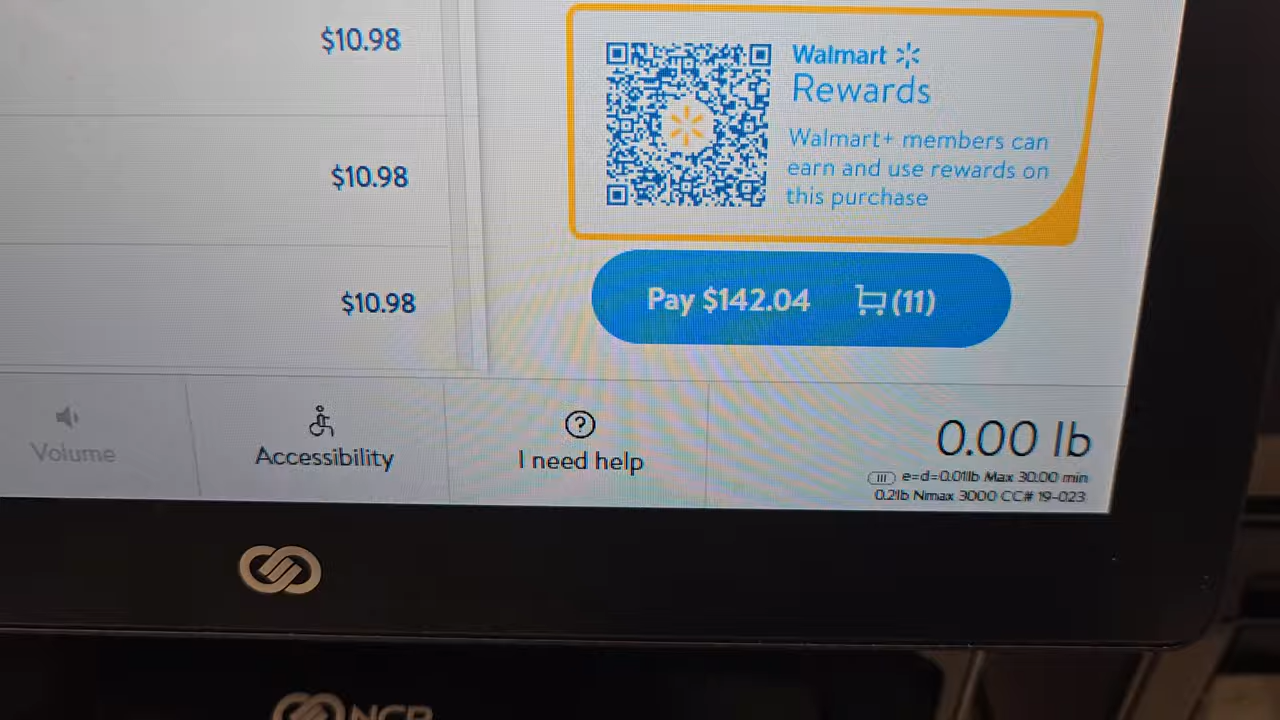 $10.98
$10.98
$10.98
Walmart
Rewards
Walmart+ members can
earn and use rewards on
this purchase
Pay $142.04 (11)
Volume
Accessibility
I need help
0.00 lb
III e=d=0.01lb Max 30.00 min
0.2lb Nmax 3000 CC# 19-023
NCR